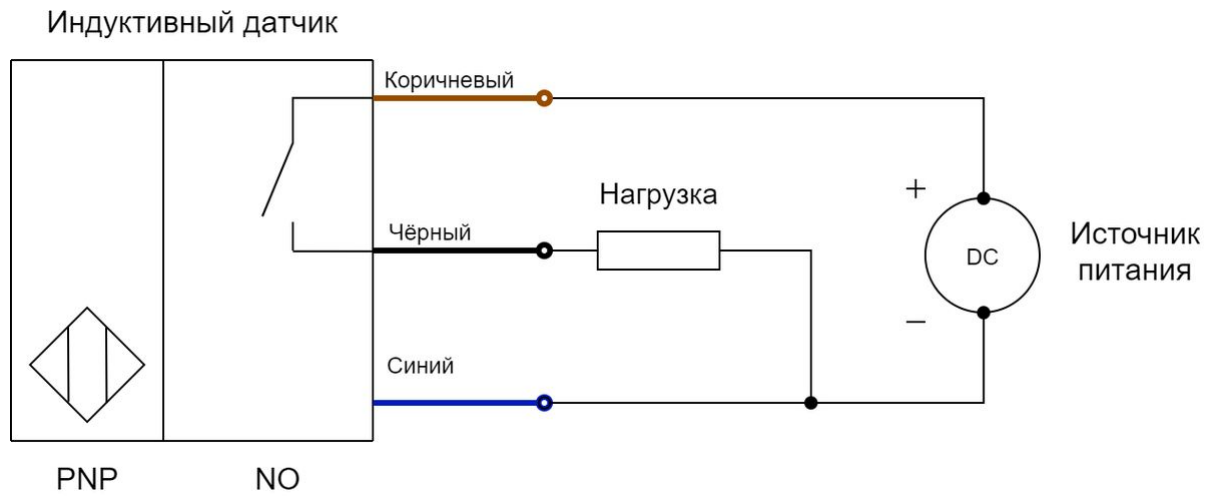 Индуктивный датчик
Коричневый
Нагрузка
+
Чёрный
DC
Источник
питания
–
Синий
PNP
NO